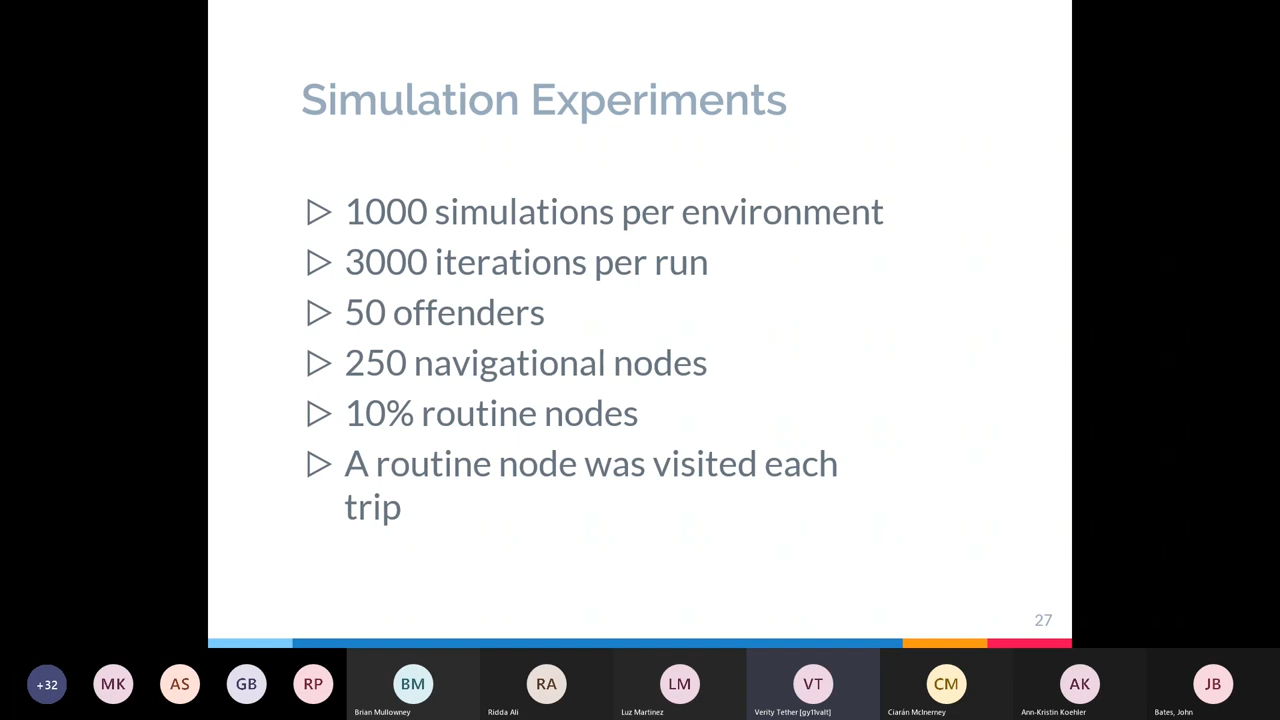 Simulation Experiments
1000 simulations per environment
3000 iterations per run
50 offenders
250 navigational nodes
10% routine nodes
A routine node was visited each
trip
27
+32
MK
AS
GB
RP
BM
RA
LM
VT
CM
AK
JB
Brian Mullowney
Ridda Ali
Luz Martinez
Verity Tether [gy11valt]
Ciarán McInerney
Ann-Kristin Koehler
Bates, John